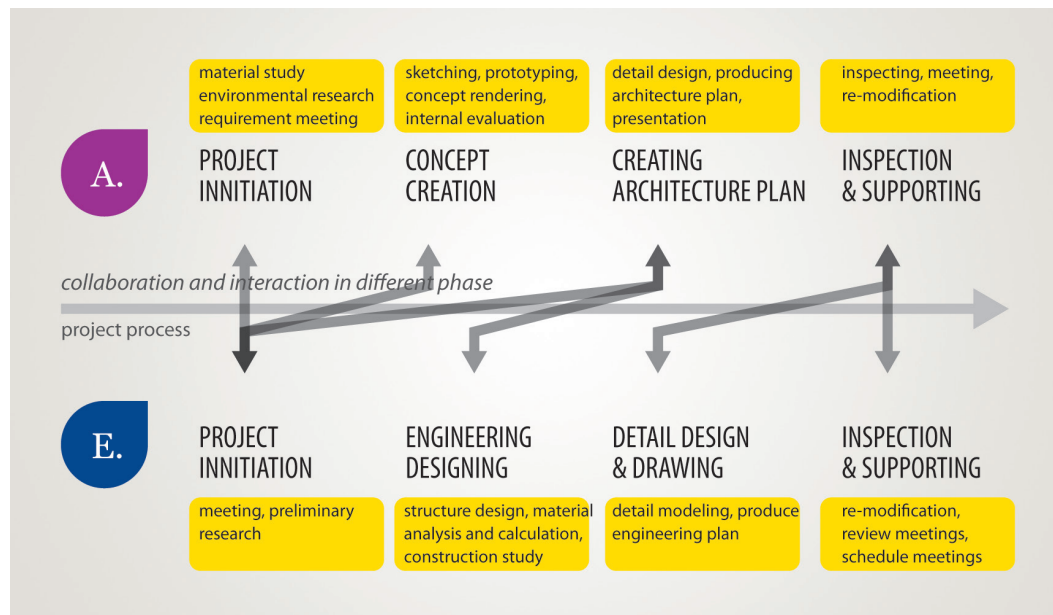 material study
environmental research
requirement meeting
sketching, prototyping,
concept rendering,
internal evaluation
detail design, producing
architecture plan,
presentation
inspecting, meeting,
re-modification
A.
PROJECT
INNITIATION
CONCEPT
CREATION
CREATING
ARCHITECTURE PLAN
INSPECTION
& SUPPORTING
collaboration and interaction in different phase
project process
E.
PROJECT
INNITIATION
ENGINEERING
DESIGNING
DETAIL DESIGN
& DRAWING
INSPECTION
& SUPPORTING
meeting, preliminary
research
structure design, material
analysis and calculation,
construction study
detail modeling, produce
engineering plan
re-modification,
review meetings,
schedule meetings